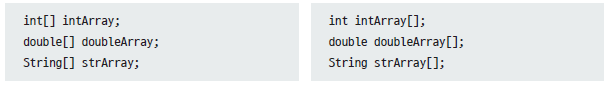 int[] intArray;
double[] doubleArray;
String[] strArray;
int intArray[];
double doubleArray[];
String strArray[];